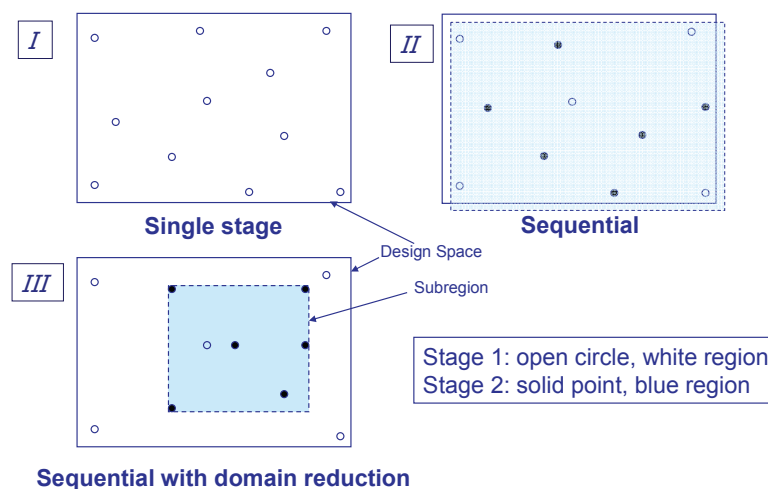 I
II
Single stage
Sequential
Design Space
III
Subregion
Stage 1: open circle, white region
Stage 2: solid point, blue region
Sequential with domain reduction